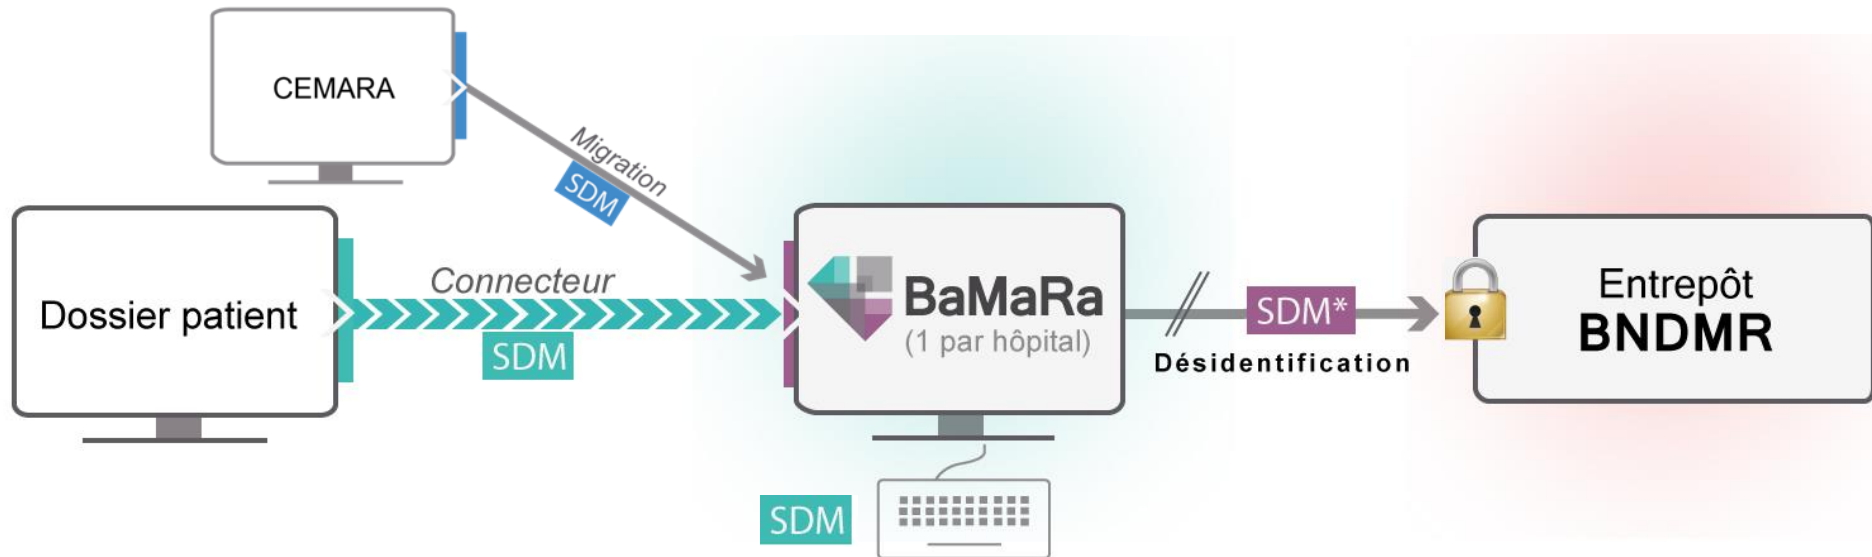 CEMARA
Migration
SDM
Dossier patient
Connecteur
SDM
BaMaRa
(1 par hôpital)
SDM
SDM*
Désidentification
Entrepôt
BNDMR